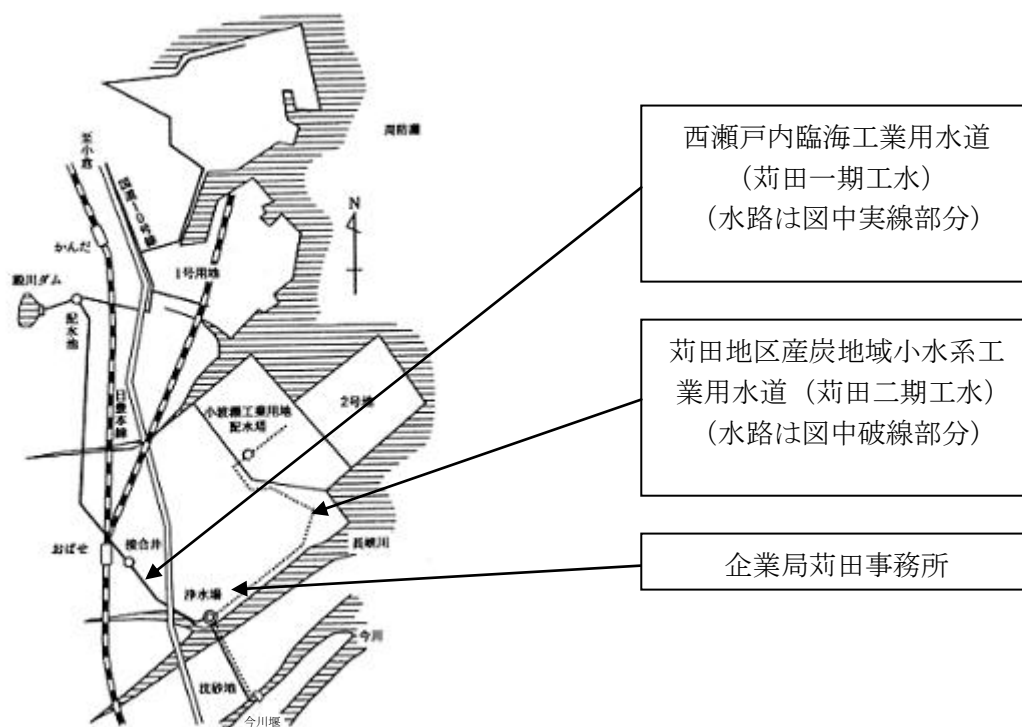 周防灘
至小倉
国道10号線
N
かんだ
1号用地
殿川ダム
配水池
日豊本線
小波瀬工業用地
配水塔
2号地
おばせ
接合井
長峡川
浄水場
今川
沈砂地
今川堰
西瀬戸内臨海工業用水道
(苅田一期工水)
(水路は図中実線部分)
苅田地区産炭地域小水系工
業用水道(苅田二期工水)
(水路は図中破線部分)
企業局苅田事務所